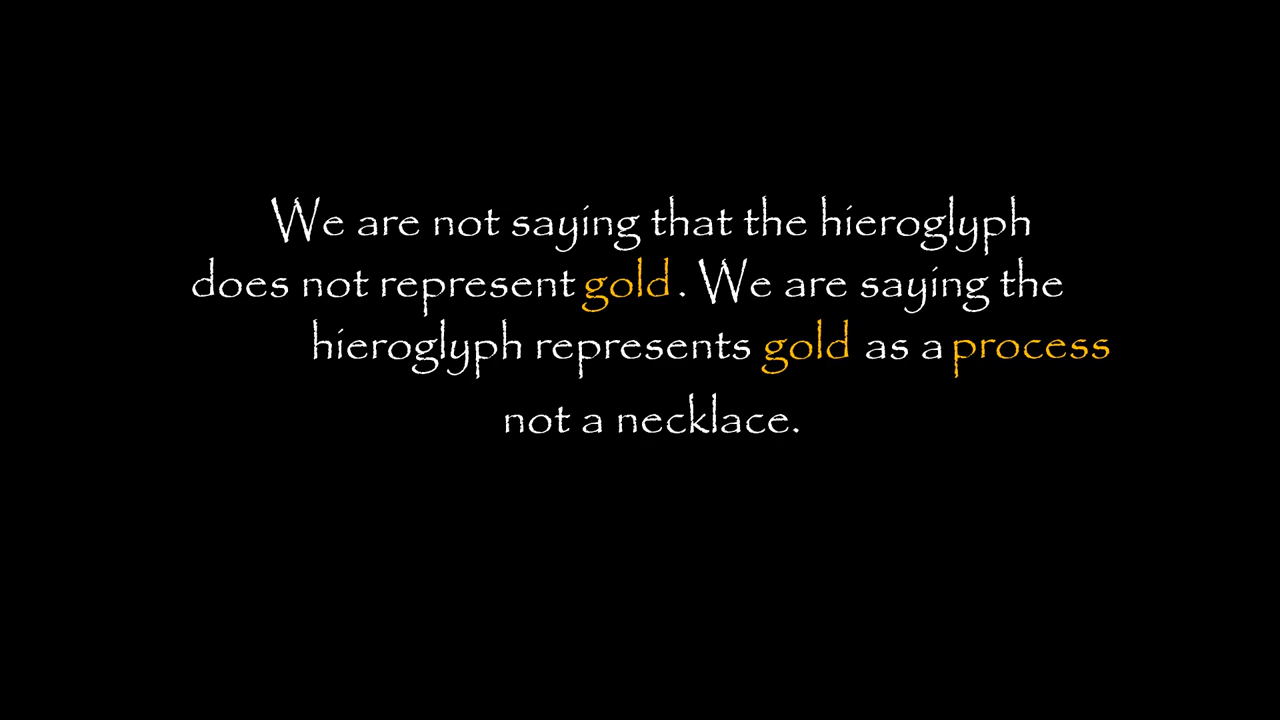 We are not saying that the hieroglyph
does not represent gold. We are saying the
hieroglyph represents gold as a process
not a necklace.